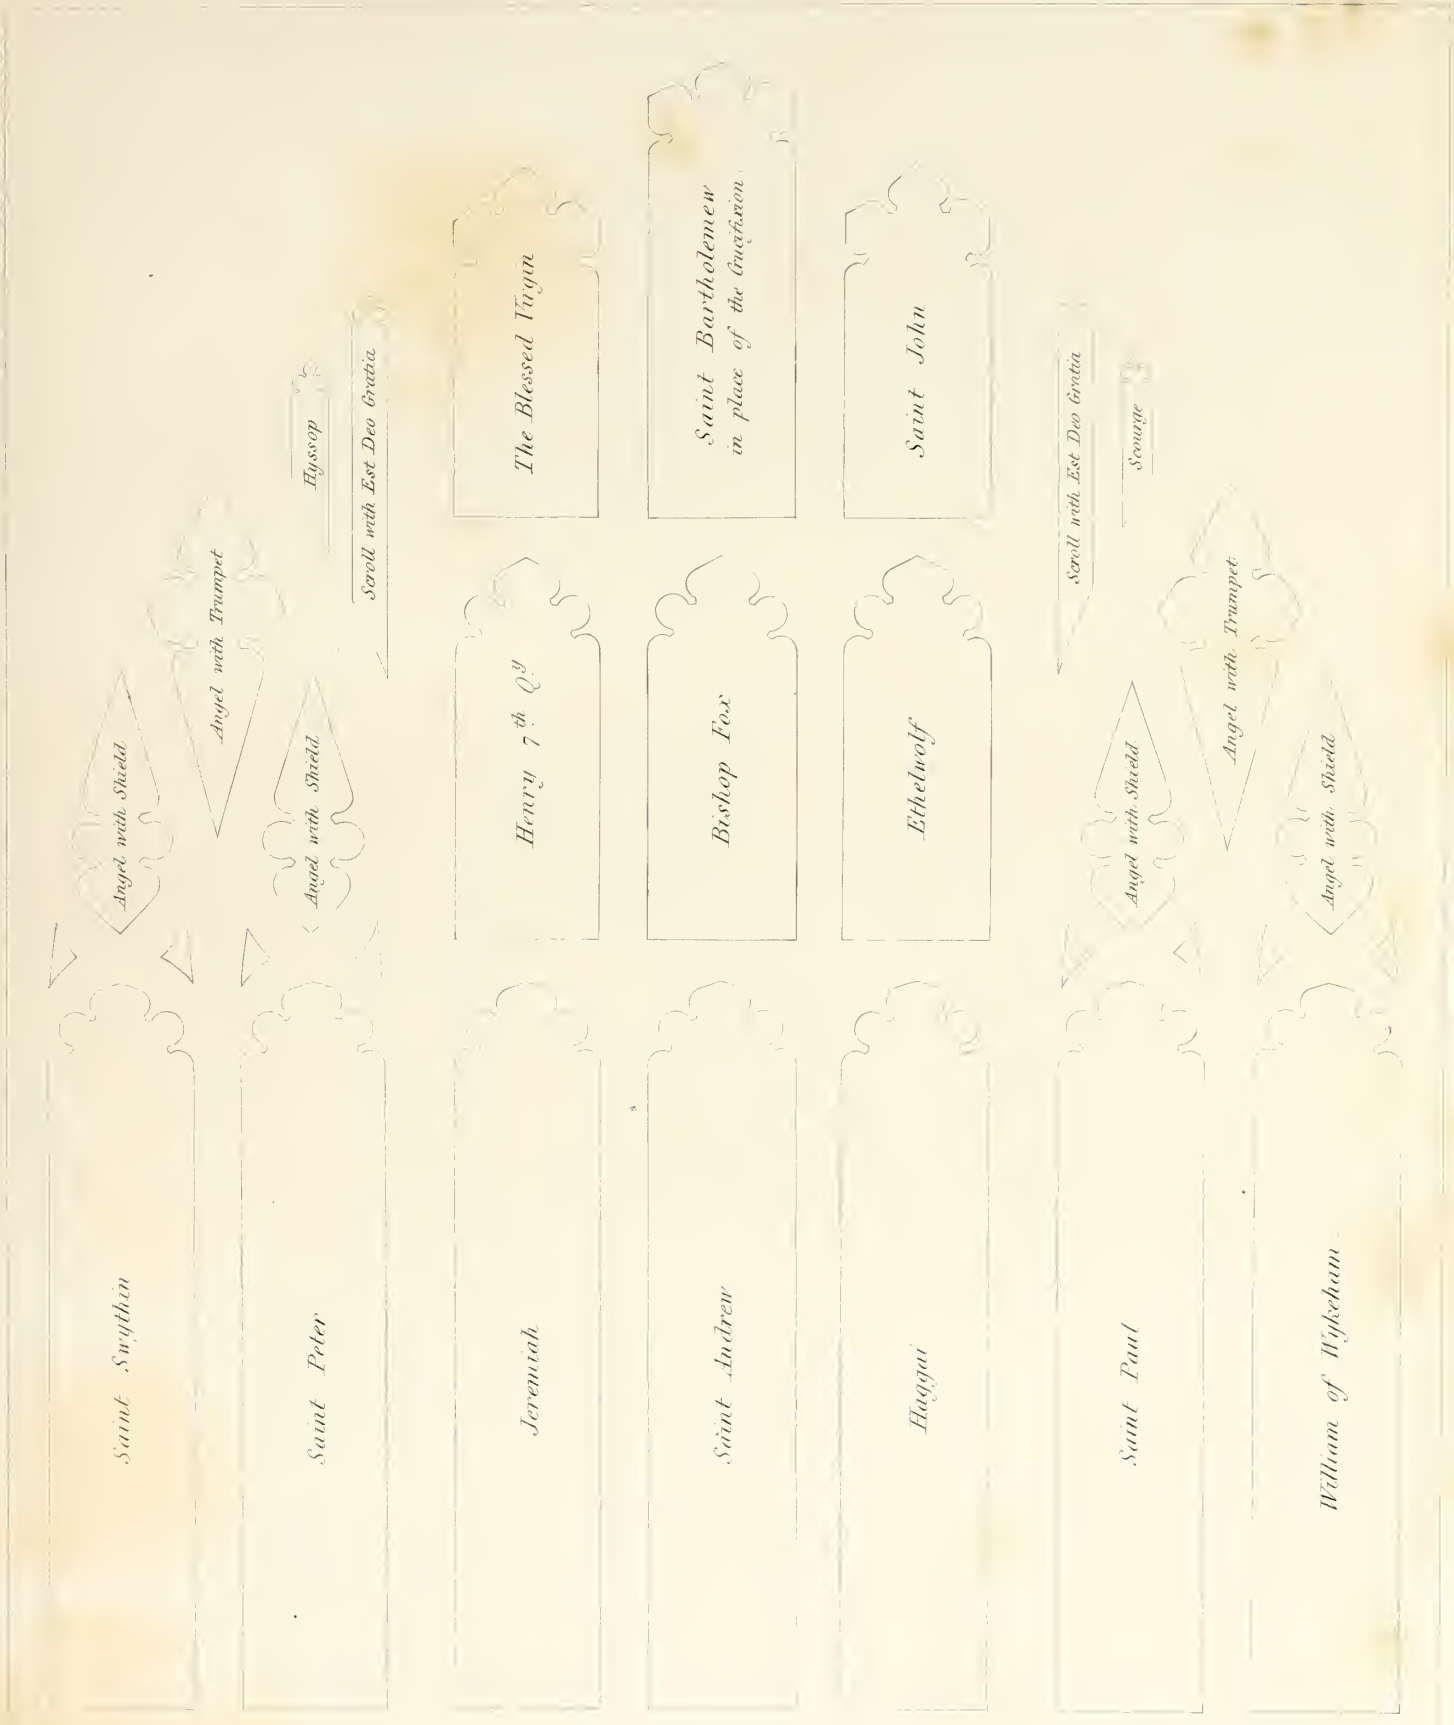 Saint Bartholemew
in place of the Crucifixion.
The Blessed Virgin
Saint John
Hyssop
Scroll with Est Deo Gratia
Scroll with Est Deo Gratia
Scourge
Angel with Trumpet
Angel with Trumpet
Angel with Shield
Angel with Shield
Henry 7th Qy
Bishop Fox
Ethelwolf
Angel with Shield
Angel with Shield
Saint Swythin
Saint Peter
Jeremiah
Saint Andrew
Haggai
Saint Paul
William of Wykeham